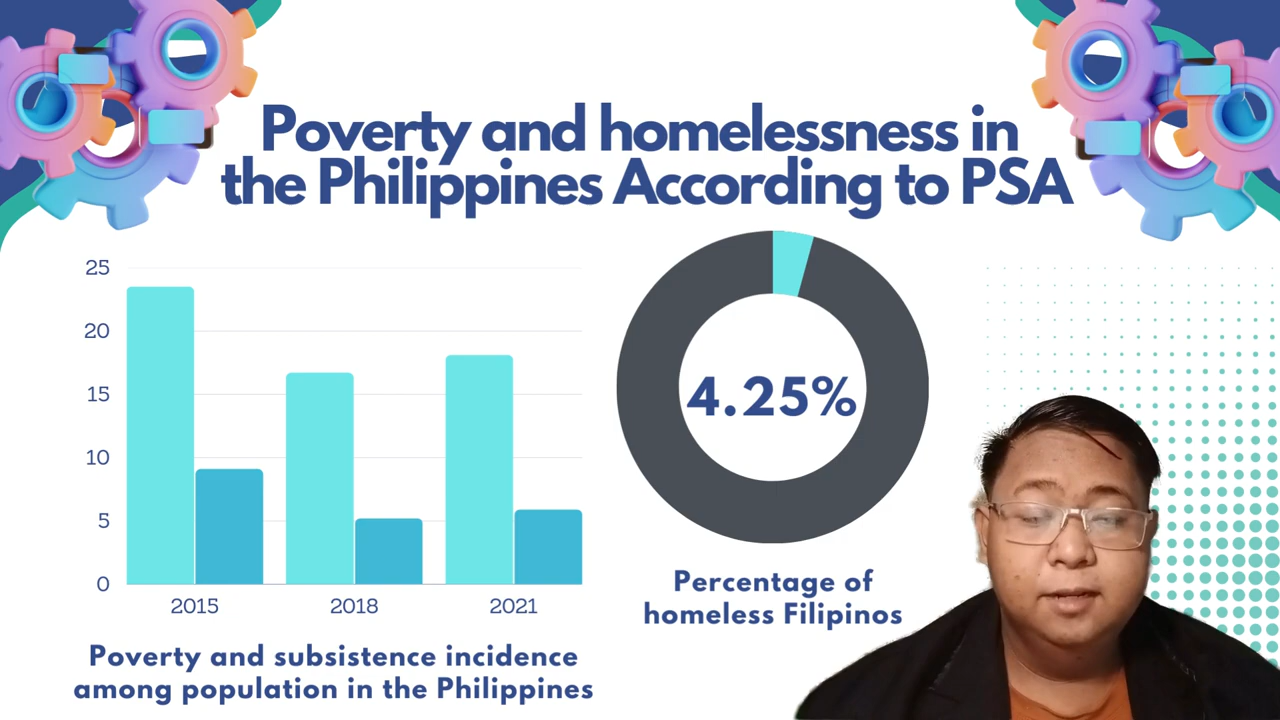 Poverty and homelessness in
the Philippines According to PSA
25
20
15
10
5
0
2015 2018 2021
Poverty and subsistence incidence
among population in the Philippines
4.25%
Percentage of
homeless Filipinos